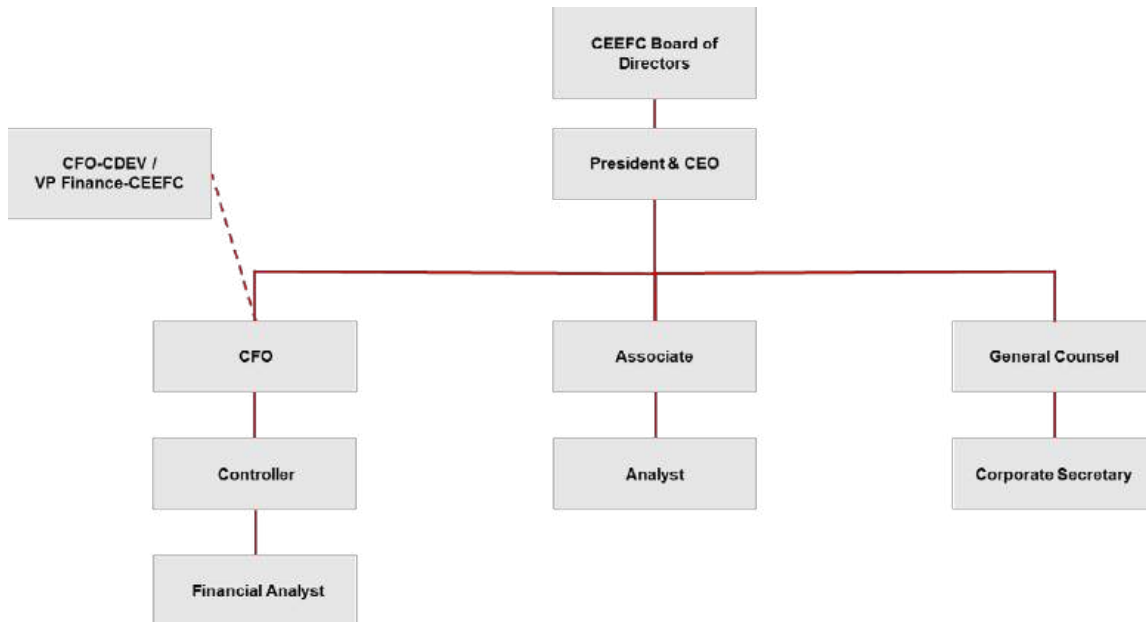 CEEFC Board of
Directors
CFO-CDEV /
VP Finance-CEEFC
President & CEO
CFO
Associate
General Counsel
Controller
Analyst
Corporate Secretary
Financial Analyst